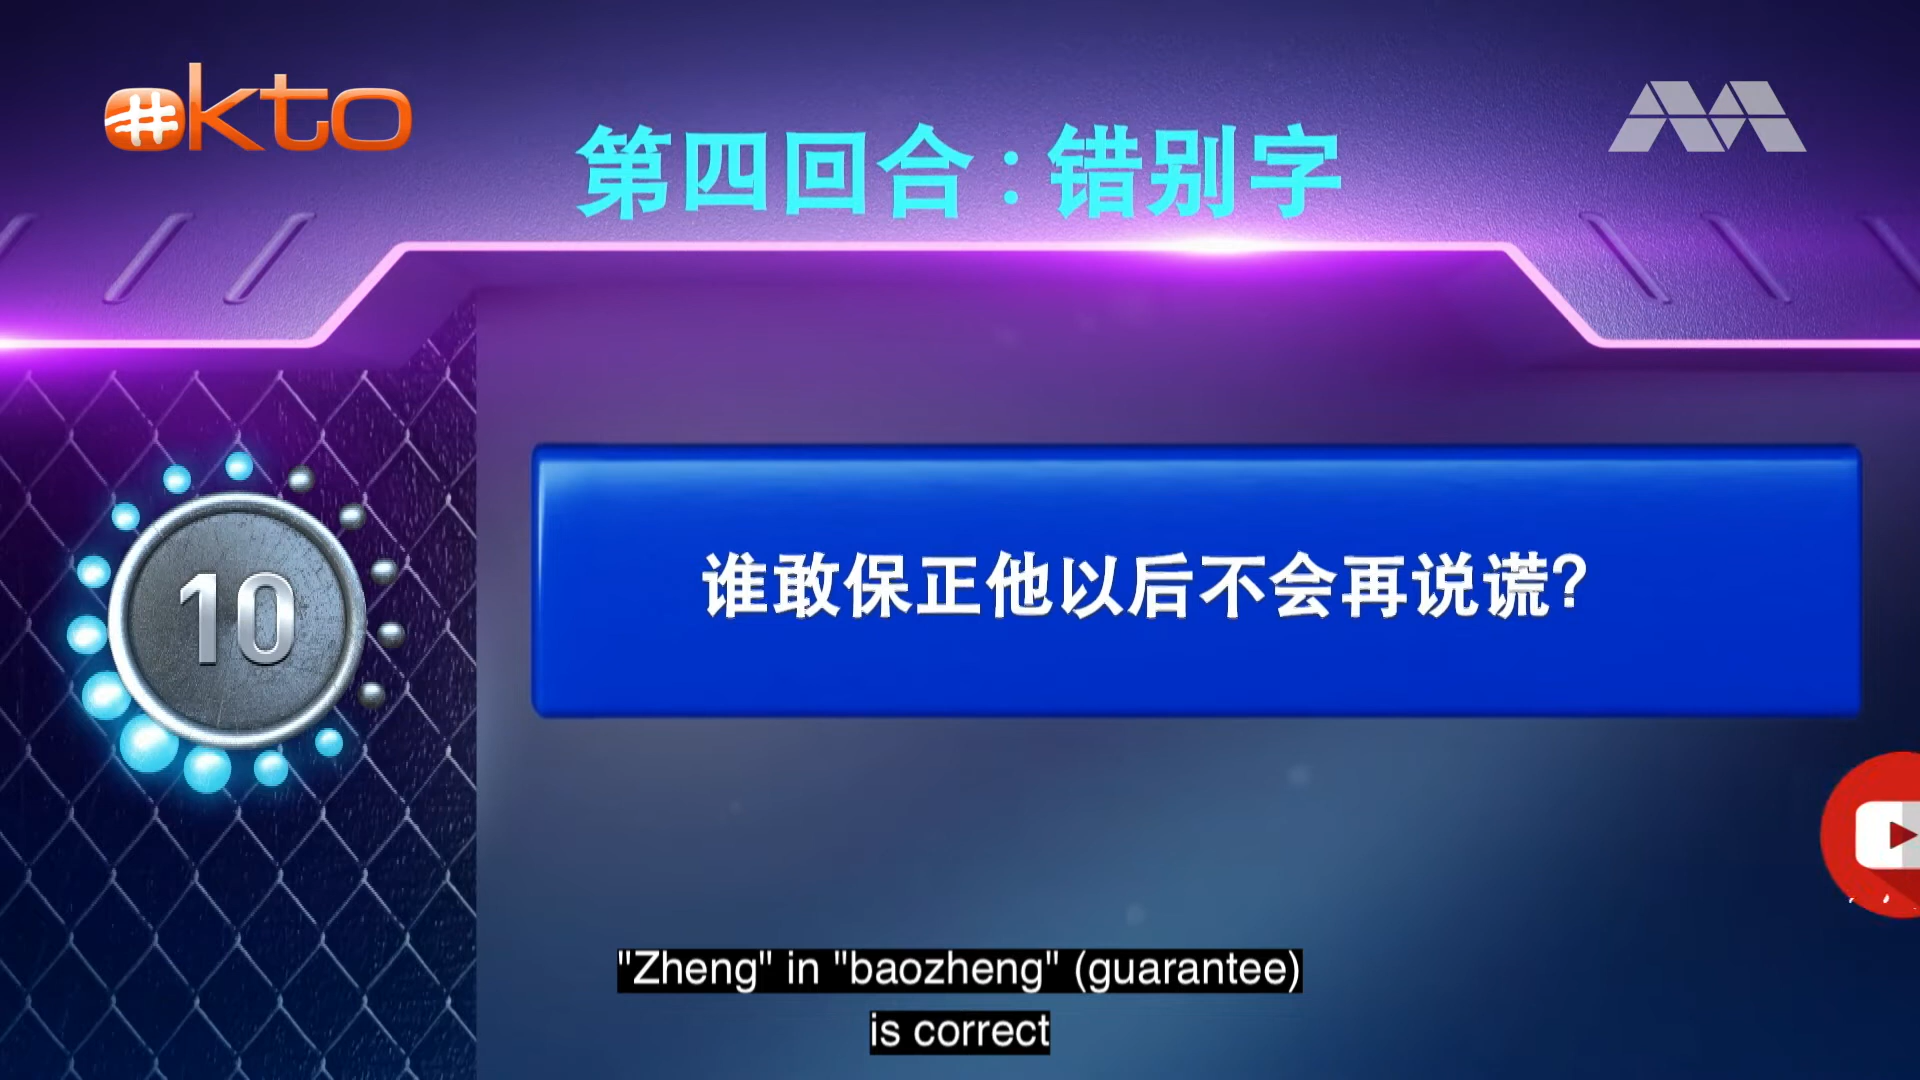 #kto
第四回合:错别字
10
谁敢保正他以后不会再说谎?
"Zheng" in "baozheng" (guarantee)
is correct